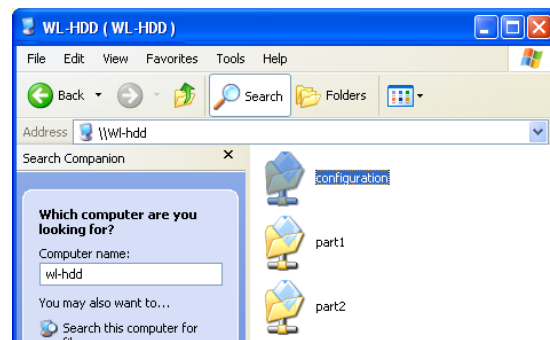 WL-HDD ( WL-HDD )
File Edit View Favorites Tools Help
Back Search Folders
Address \\Wl-hdd
Search Companion x
configuration
Which computer are you
looking for?
Computer name:
wl-hdd
part1
You may also want to...
part2
Search this computer for